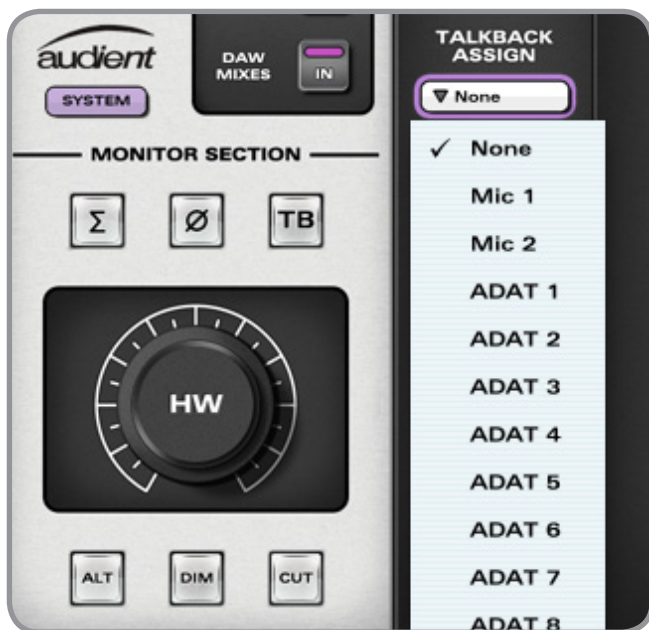 audient
SYSTEM
DAW
MIXES
IN
MONITOR SECTION
Σ
Ø
TB
HW
ALT
DIM
CUT
TALKBACK
ASSIGN
▼ None
✓ None
Mic 1
Mic 2
ADAT 1
ADAT 2
ADAT 3
ADAT 4
ADAT 5
ADAT 6
ADAT 7
ADAT 8